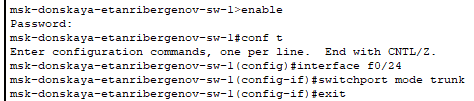 msk-donskaya-etanribergenov-sw-1>enable
Password:
msk-donskaya-etanribergenov-sw-1#conf t
Enter configuration commands, one per line.  End with CNTL/Z.
msk-donskaya-etanribergenov-sw-1(config)#interface f0/24
msk-donskaya-etanribergenov-sw-1(config-if)#switchport mode trunk
msk-donskaya-etanribergenov-sw-1(config-if)#exit